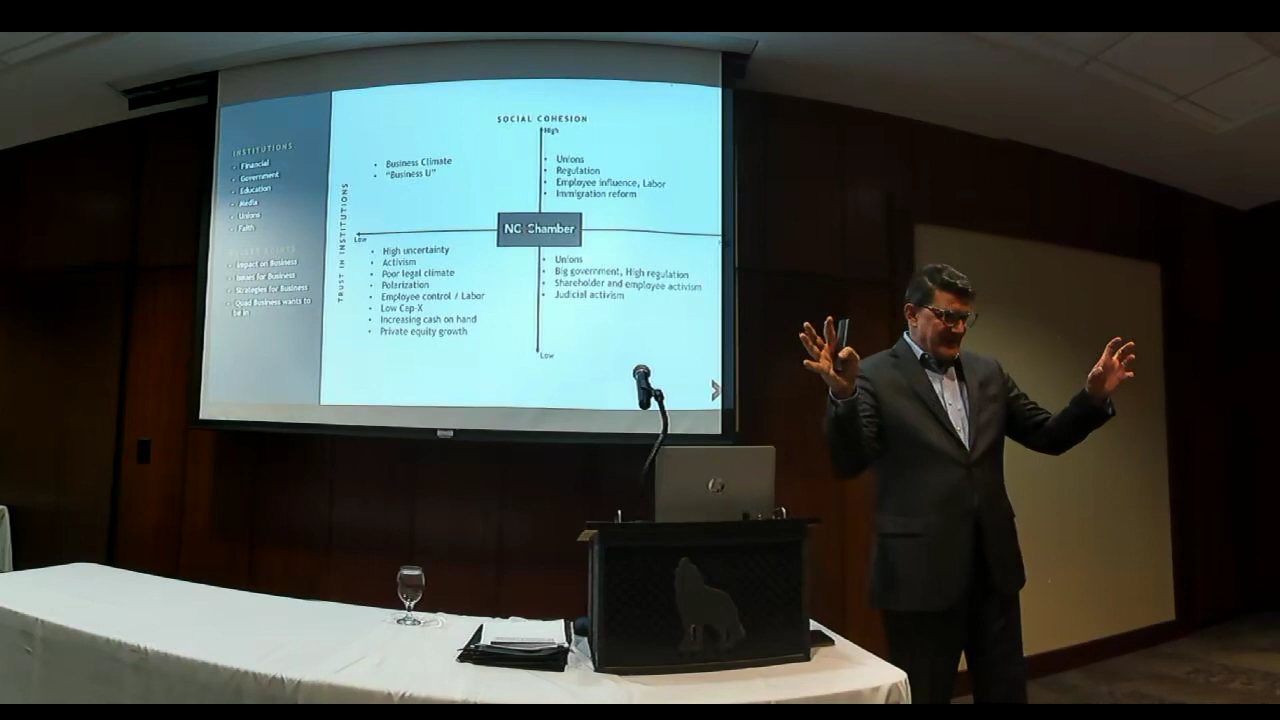 INSTITUTIONS
• Financial
• Government
• Education
• Media
• Unions
• Faith
• Impact on Business
• Issues for Business
• Strategies for Business
• Quad Business wants to
be in
SOCIAL COHESION
High
• Business Climate
• "Business U"
• Unions
• Regulation
• Employee influence, Labor
• Immigration reform
TRUST IN INSTITUTIONS
Low
NC Chamber
• High uncertainty
• Activism
• Poor legal climate
• Polarization
• Employee control / Labor
• Low Cap-X
• Increasing cash on hand
• Private equity growth
• Unions
• Big government, High regulation
• Shareholder and employee activism
• Judicial activism
Low
hp